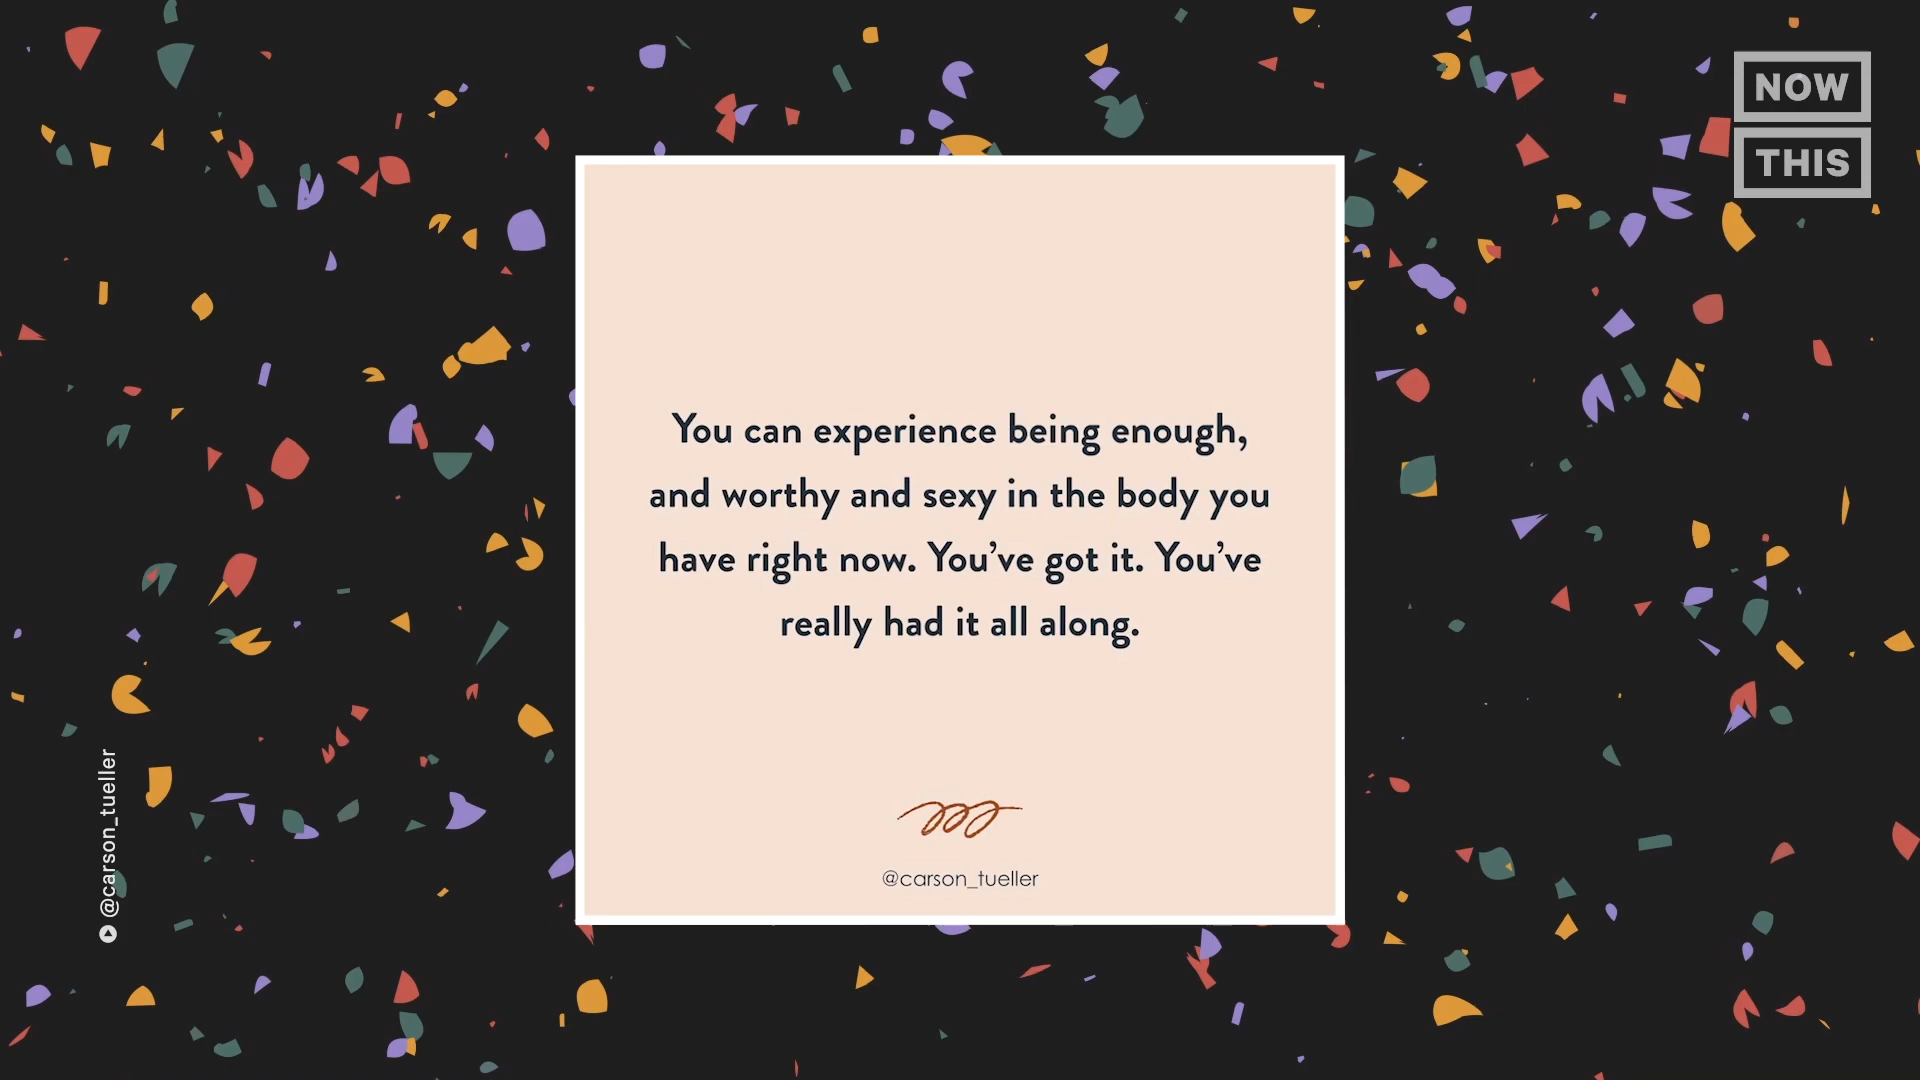 NOW
THIS
You can experience being enough,
and worthy and sexy in the body you
have right now. You’ve got it. You’ve
really had it all along.
@carson_tueller
@carson_tueller